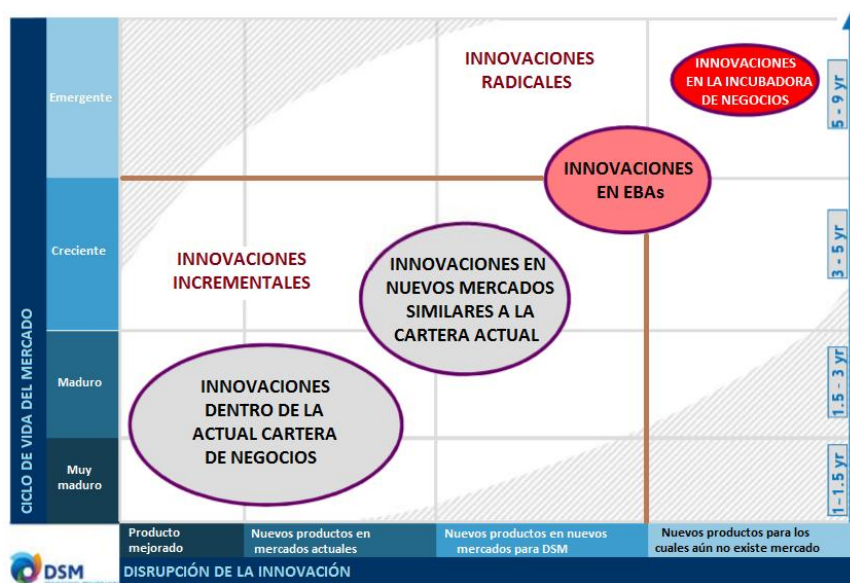 CICLO DE VIDA DEL MERCADO
Emergente
Creciente
Maduro
Muy
maduro
INNOVACIONES
RADICALES
INNOVACIONES
EN LA INCUBADORA
DE NEGOCIOS
INNOVACIONES
EN EBAs
INNOVACIONES
INCREMENTALES
INNOVACIONES EN
NUEVOS MERCADOS
SIMILARES A LA
CARTERA ACTUAL
INNOVACIONES
DENTRO DE LA
ACTUAL CARTERA
DE NEGOCIOS
5 - 9 yr
3 - 5 yr
1.5 - 3 yr
1-1.5 yr
Producto
mejorado
Nuevos productos en
mercados actuales
Nuevos productos en nuevos
mercados para DSM
Nuevos productos para los
cuales aún no existe mercado
DSM
DISRUPCIÓN DE LA INNOVACIÓN